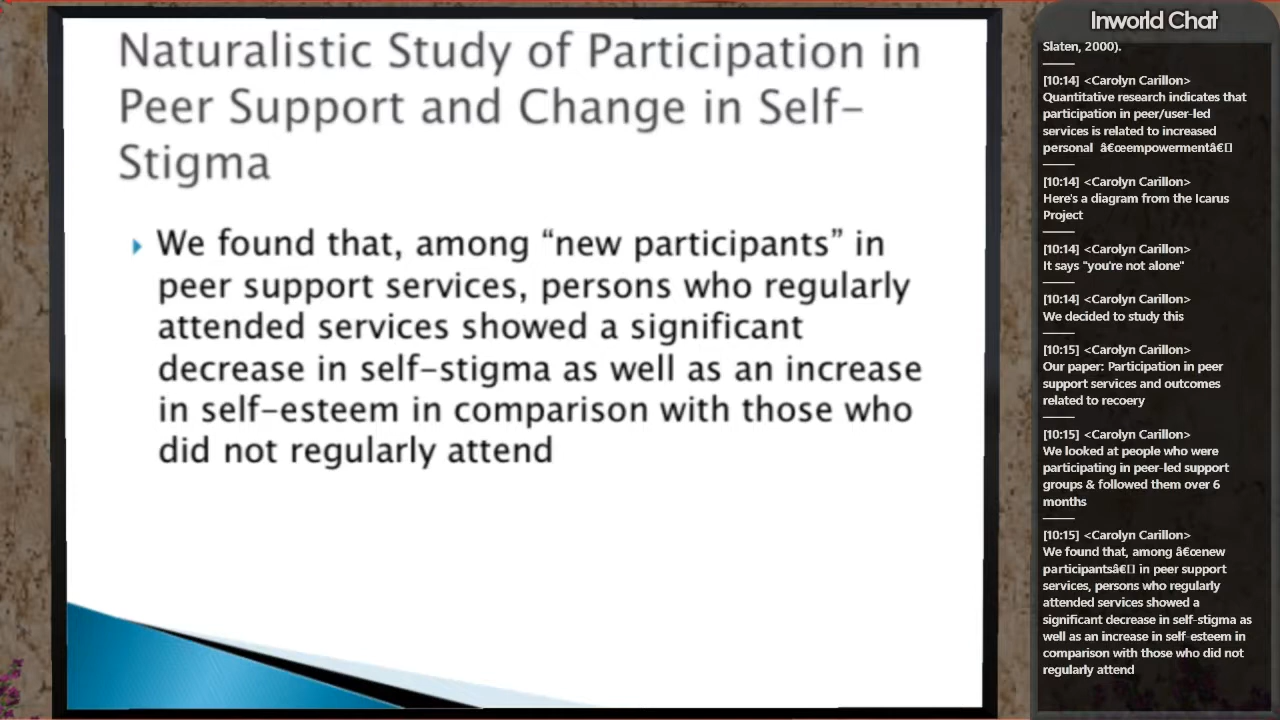 Naturalistic Study of Participation in
Peer Support and Change in Self-
Stigma
We found that, among “new participants” in
peer support services, persons who regularly
attended services showed a significant
decrease in self-stigma as well as an increase
in self-esteem in comparison with those who
did not regularly attend
Inworld Chat
Slaten, 2000).
[10:14] <Carolyn Carillon>
Quantitative research indicates that
participation in peer/user-led
services is related to increased
personal â€œempowermentâ€▯
[10:14] <Carolyn Carillon>
Here's a diagram from the Icarus
Project
[10:14] <Carolyn Carillon>
It says "you're not alone"
[10:14] <Carolyn Carillon>
We decided to study this
[10:15] <Carolyn Carillon>
Our paper: Participation in peer
support services and outcomes
related to recoery
[10:15] <Carolyn Carillon>
We looked at people who were
participating in peer-led support
groups & followed them over 6
months
[10:15] <Carolyn Carillon>
We found that, among â€œnew
participantsâ€▯ in peer support
services, persons who regularly
attended services showed a
significant decrease in self-stigma as
well as an increase in self-esteem in
comparison with those who did not
regularly attend